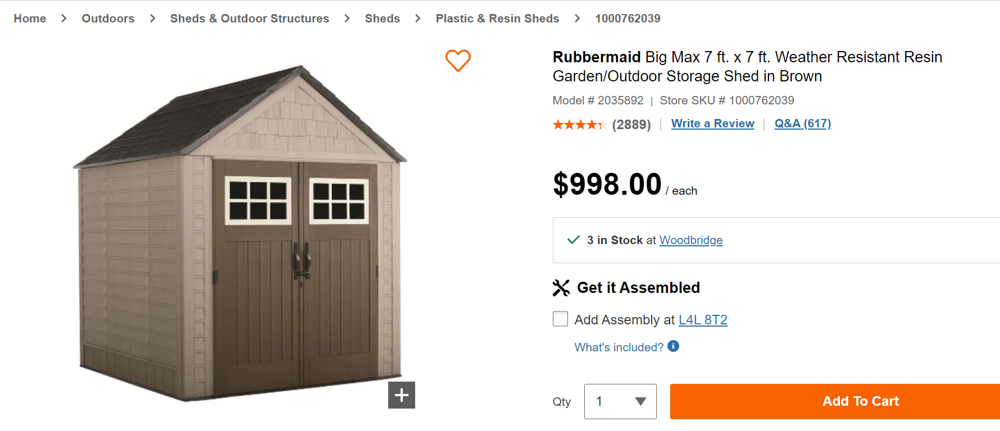 Home > Outdoors > Sheds & Outdoor Structures > Sheds > Plastic & Resin Sheds > 1000762039
Rubbermaid Big Max 7 ft. x 7 ft. Weather Resistant Resin
Garden/Outdoor Storage Shed in Brown
Model # 2035892 | Store SKU # 1000762039
(2889) | Write a Review | Q&A (617)
$998.00 / each
3 in Stock at Woodbridge
Get it Assembled
Add Assembly at L4L 8T2
What's included?
Qty 1 Add To Cart